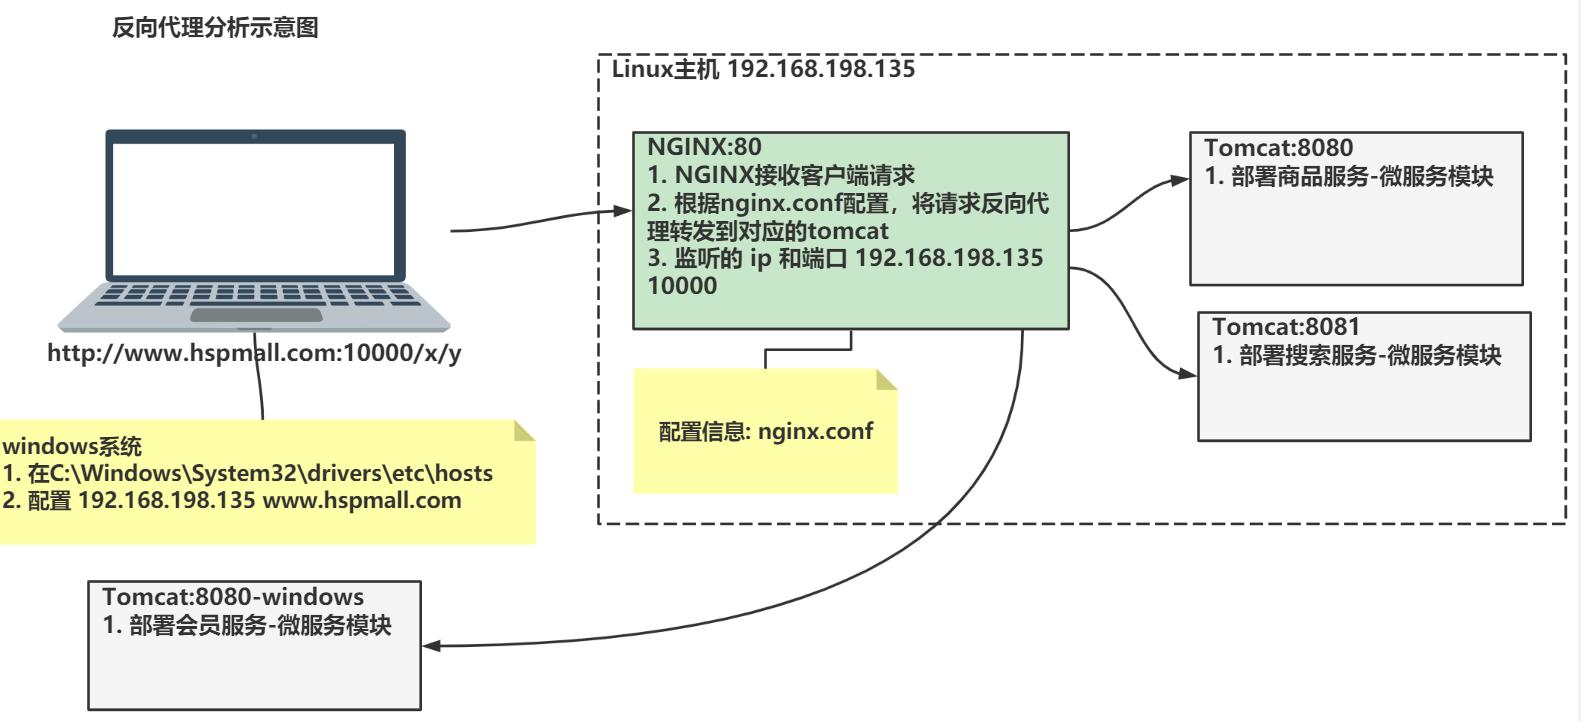 反向代理分析示意图
Linux主机 192.168.198.135
NGINX:80
1. NGINX接收客户端请求
2. 根据nginx.conf配置，将请求反向代
理转发到对应的tomcat
3. 监听的 ip 和端口 192.168.198.135
10000
Tomcat:8080
1. 部署商品服务-微服务模块
Tomcat:8081
1. 部署搜索服务-微服务模块
http://www.hspmall.com:10000/x/y
配置信息: nginx.conf
windows系统
1. 在C:\Windows\System32\drivers\etc\hosts
2. 配置 192.168.198.135 www.hspmall.com
Tomcat:8080-windows
1. 部署会员服务-微服务模块